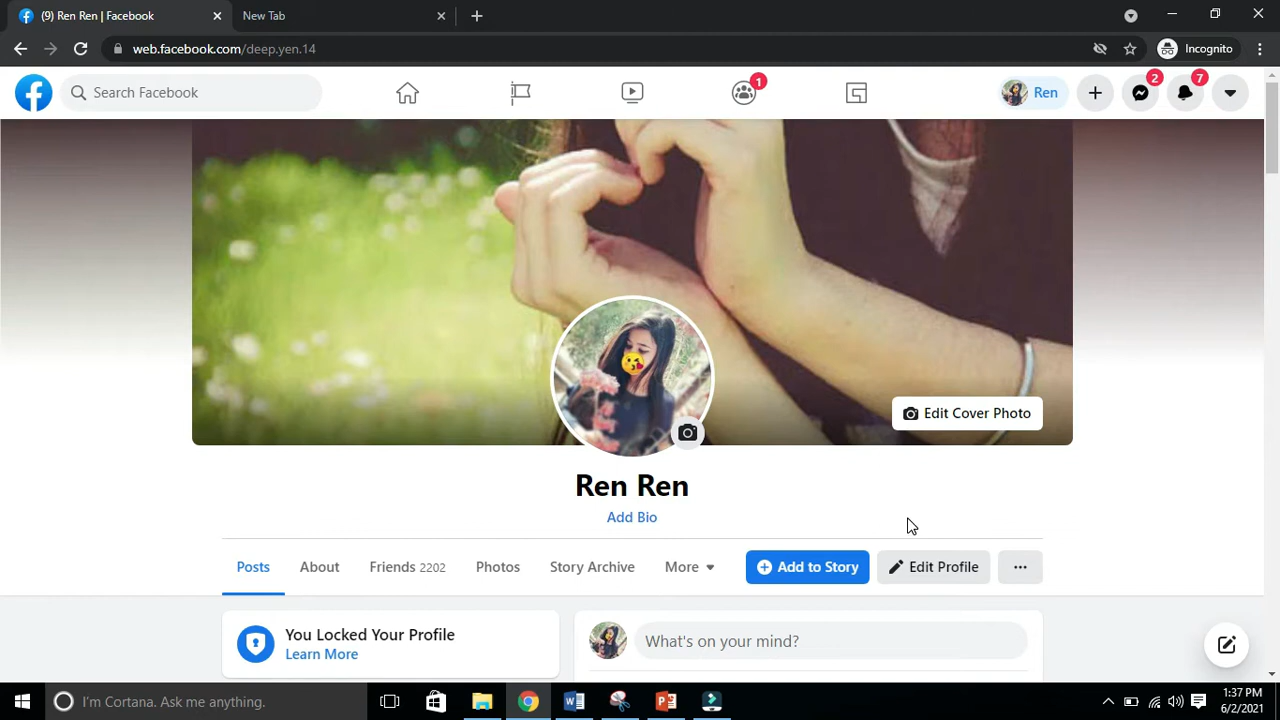 (9) Ren Ren | Facebook
New Tab
web.facebook.com/deep.yen.14
Incognito
Search Facebook
1
Ren
2
7
Edit Cover Photo
Ren Ren
Add Bio
Posts
About
Friends 2202
Photos
Story Archive
More
Add to Story
Edit Profile
You Locked Your Profile
Learn More
What's on your mind?
I'm Cortana. Ask me anything.
1:37 PM
6/2/2021